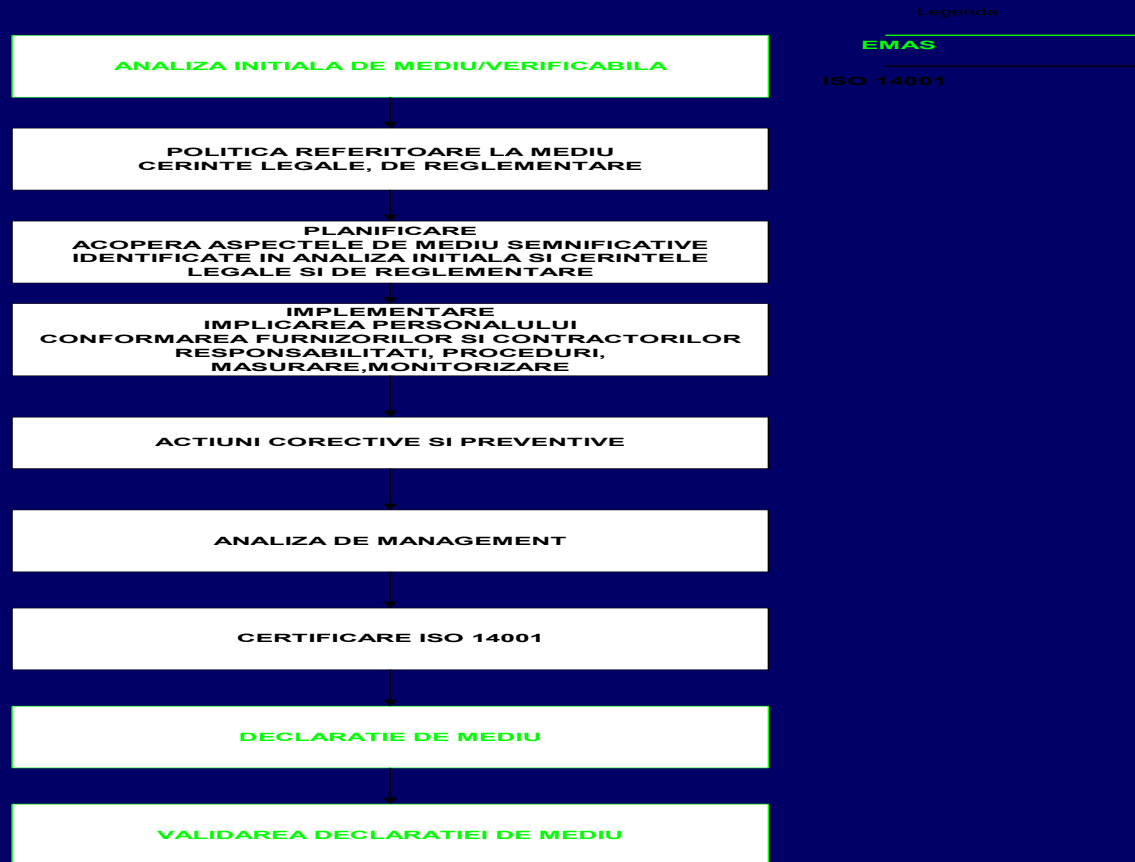 Legenda
EMAS
ISO 14001
ANALIZA INITIALA DE MEDIU/VERIFICABILA
POLITICA REFERITOARE LA MEDIU
CERINTE LEGALE, DE REGLEMENTARE
PLANIFICARE
ACOPERA ASPECTELE DE MEDIU SEMNIFICATIVE
IDENTIFICATE IN ANALIZA INITIALA SI CERINTELE
LEGALE SI DE REGLEMENTARE
IMPLEMENTARE
IMPLICAREA PERSONALULUI
CONFORMAREA FURNIZORILOR SI CONTRACTORILOR
RESPONSABILITATI, PROCEDURI,
MASURARE,MONITORIZARE
ACTIUNI CORECTIVE SI PREVENTIVE
ANALIZA DE MANAGEMENT
CERTIFICARE ISO 14001
DECLARATIE DE MEDIU
VALIDAREA DECLARATIEI DE MEDIU